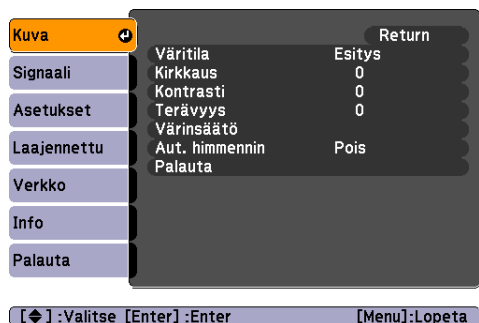 Kuva
Signaali
Asetukset
Laajennettu
Verkko
Info
Palauta
Return
Väritila Esitys
Kirkkaus 0
Kontrasti 0
Terävyys 0
Värinsäätö
Aut. himmennin Pois
Palauta
[◆] :Valitse [Enter] :Enter [Menu]:Lopeta